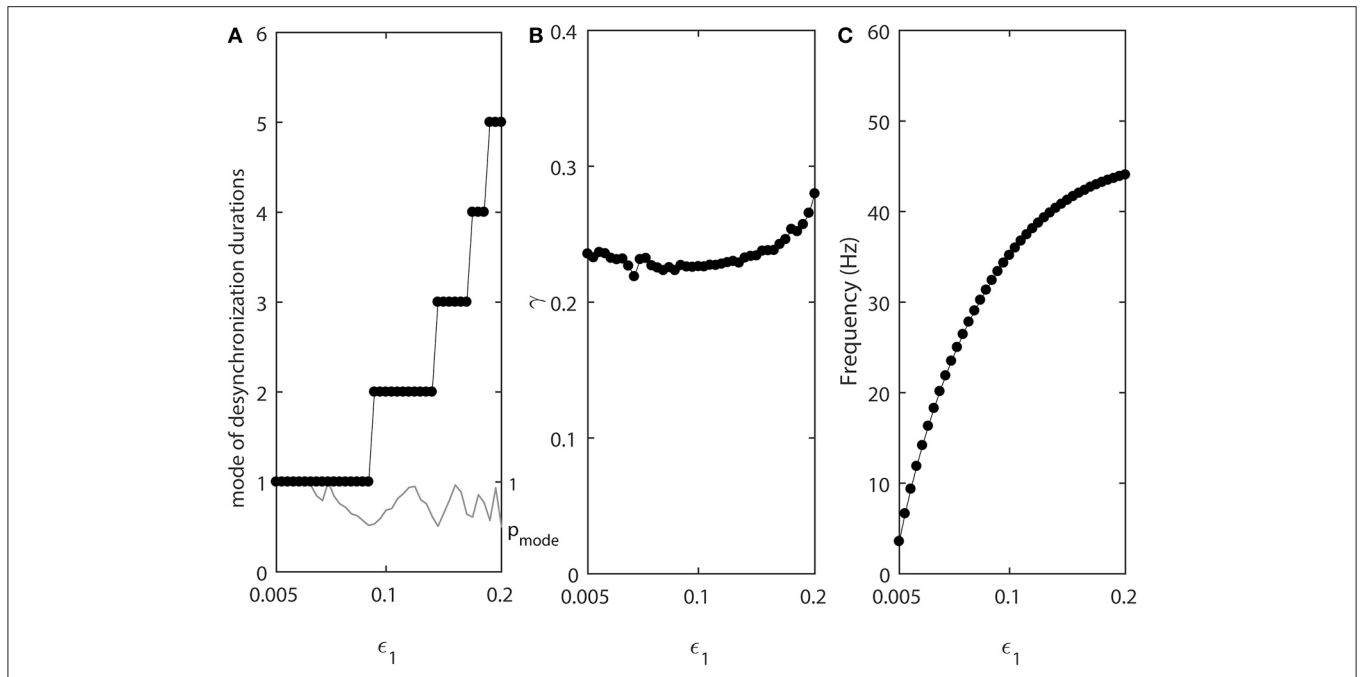 A
mode of desynchronization durations
6
5
4
3
2
1
0
1
p_mode
0.005
0.1
0.2
ϵ_1
B
γ
0.4
0.3
0.2
0.1
0
0.005
0.1
0.2
ϵ_1
C
Frequency (Hz)
60
50
40
30
20
10
0
0.005
0.1
0.2
ϵ_1